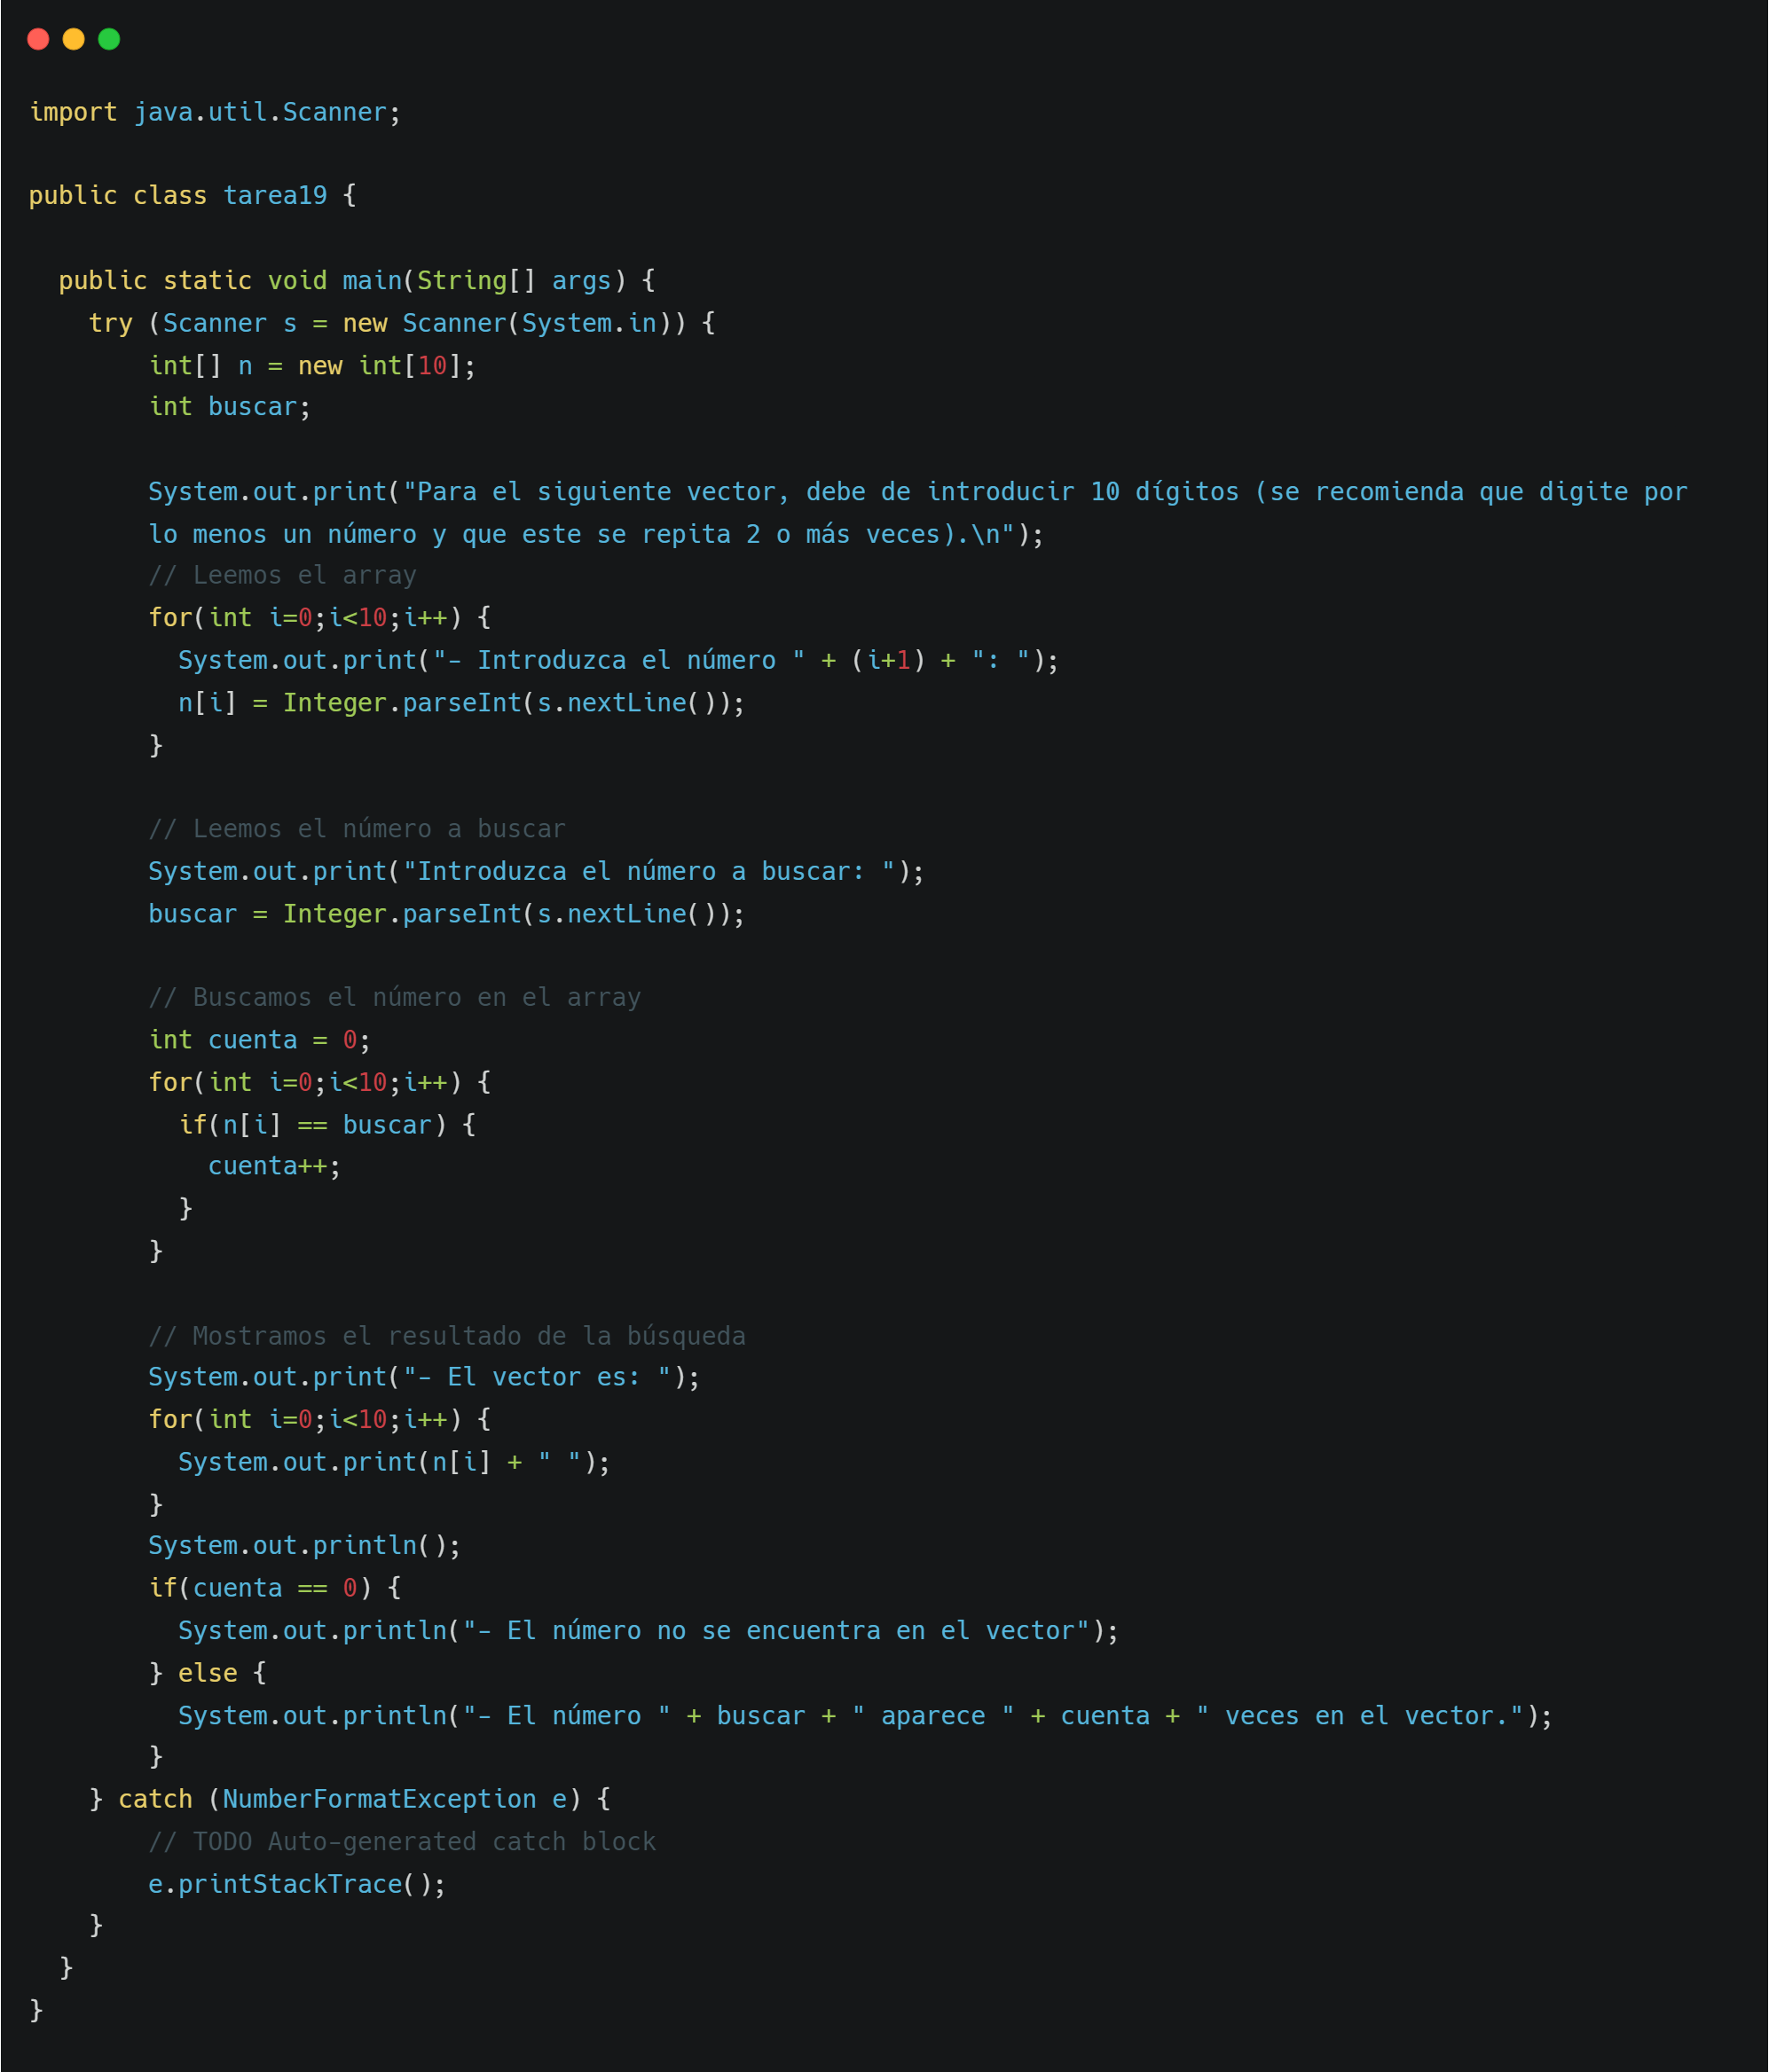 import java.util.Scanner;
public class tarea19 {
  public static void main(String[] args) {
    try (Scanner s = new Scanner(System.in)) {
        int[] n = new int[10];
        int buscar;
        System.out.print("Para el siguiente vector, debe de introducir 10 dígitos (se recomienda que digite por
        lo menos un número y que este se repita 2 o más veces).\n");
        // Leemos el array
        for(int i=0;i<10;i++) {
          System.out.print("- Introduzca el número " + (i+1) + ": ");
          n[i] = Integer.parseInt(s.nextLine());
        }
        // Leemos el número a buscar
        System.out.print("Introduzca el número a buscar: ");
        buscar = Integer.parseInt(s.nextLine());
        // Buscamos el número en el array
        int cuenta = 0;
        for(int i=0;i<10;i++) {
          if(n[i] == buscar) {
            cuenta++;
          }
        }
        // Mostramos el resultado de la búsqueda
        System.out.print("- El vector es: ");
        for(int i=0;i<10;i++) {
          System.out.print(n[i] + " ");
        }
        System.out.println();
        if(cuenta == 0) {
          System.out.println("- El número no se encuentra en el vector");
        } else {
          System.out.println("- El número " + buscar + " aparece " + cuenta + " veces en el vector.");
        }
    } catch (NumberFormatException e) {
        // TODO Auto-generated catch block
        e.printStackTrace();
    }
  }
}